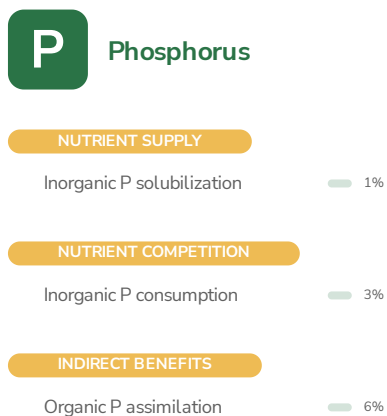 P
Phosphorus
NUTRIENT SUPPLY
Inorganic P solubilization 1%
NUTRIENT COMPETITION
Inorganic P consumption 3%
INDIRECT BENEFITS
Organic P assimilation 6%